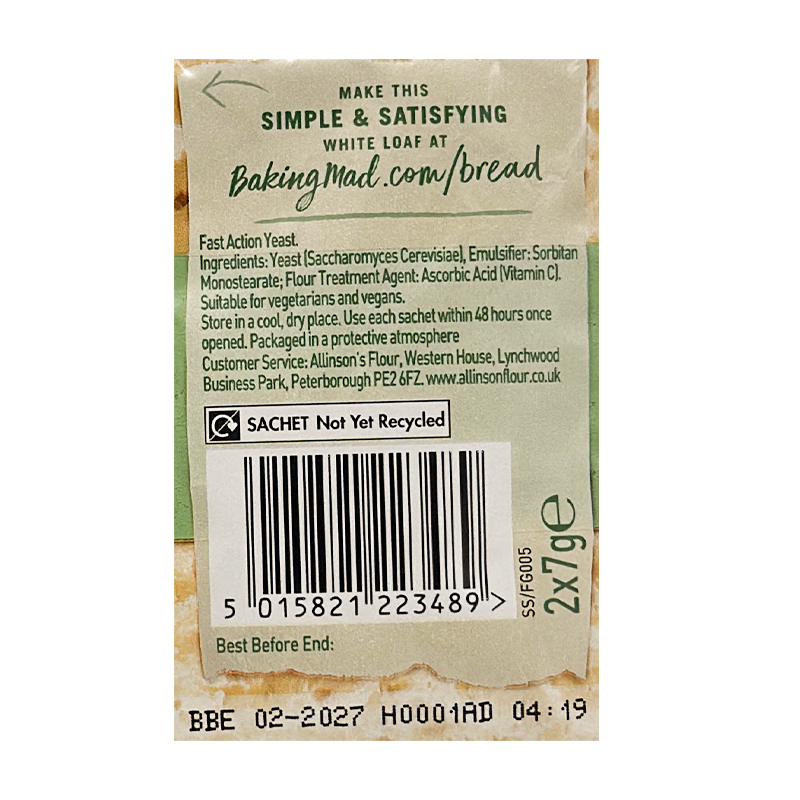 MAKE THIS
SIMPLE & SATISFYING
WHITE LOAF AT
BakingMad.com/bread
Fast Action Yeast.
Ingredients: Yeast (Saccharomyces Cerevisiae), Emulsifier: Sorbitan
Monostearate; Flour Treatment Agent: Ascorbic Acid (Vitamin C).
Suitable for vegetarians and vegans.
Store in a cool, dry place. Use each sachet within 48 hours once
opened. Packaged in a protective atmosphere
Customer Service: Allinson's Flour, Western House, Lynchwood
Business Park, Peterborough PE2 6FZ. www.allinsonflour.co.uk
SACHET Not Yet Recycled
5 015821 223489 >
SS/FG005
2x7g℮
Best Before End:
BBE 02-2027 H0001AD 04:19